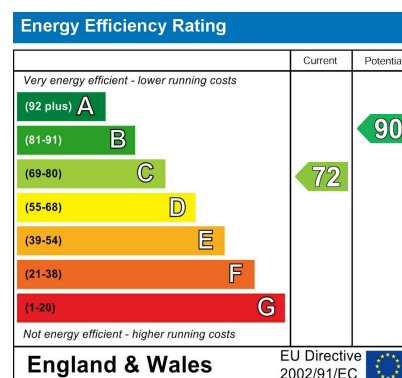 Energy Efficiency Rating
Current Potentia
Very energy efficient - lower running costs
(92 plus) A
(81-91) B
(69-80) C
(55-68) D
(39-54) E
(21-38) F
(1-20) G
72
90
Not energy efficient - higher running costs
England & Wales
EU Directive
2002/91/EC